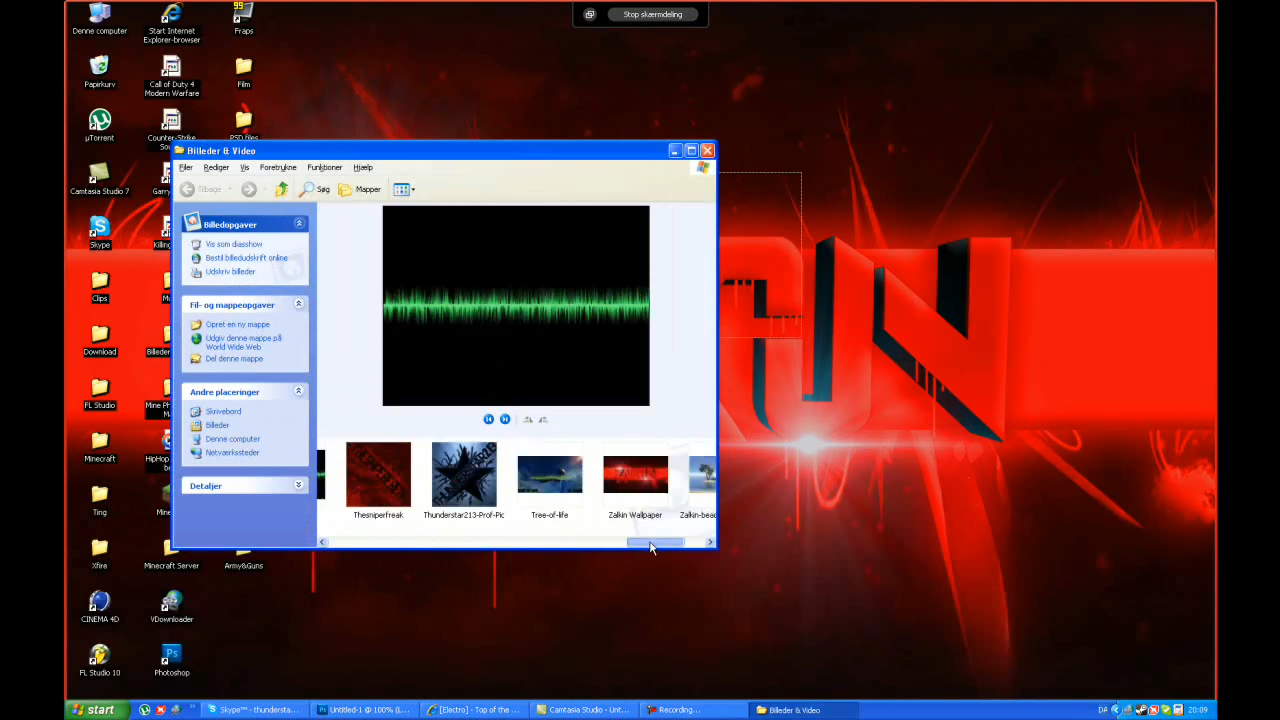 Stop skærmdeling
99
Denne computer
Start Internet
Explorer-browser
Fraps
Papirkurv
Call of Duty 4
Modern Warfare
Film
µTorrent
Counter-Strike
PSD files
Camtasia Studio 7
Skype
Clips
Download
FL Studio
Minecraft
Ting
Xfire
Minecraft Server
Army&Guns
CINEMA 4D
VDownloader
FL Studio 10
Ps
Photoshop
Billeder & Video
Filer Rediger Vis Foretrukne Funktioner Hjælp
Tilbage Søg Mapper
Billedopgaver
Vis som diasshow
Bestil billedudskrift online
Udskriv billeder
Fil- og mappeopgaver
Opret en ny mappe
Udgiv denne mappe på
World Wide Web
Del denne mappe
Andre placeringer
Skrivebord
Billeder
Denne computer
Netværkssteder
Detaljer
Thesniperfreak Thunderstar213-Prof-Pic Tree-of-life Zalkin Wallpaper
start
Skype™ - thundersta...
Untitled-1 @ 100% (L...
[Electro] - Top of the ...
Camtasia Studio - Unt...
Recording...
Billeder & Video
DA
20:09